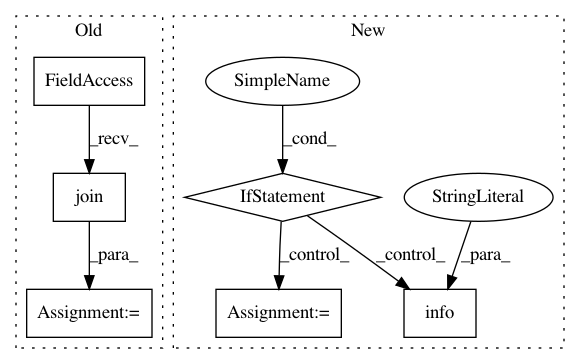 Old
New
FieldAccess
SimpleName
_recv_
_cond_
join
IfStatement
StringLiteral
_para_
_control_
_control_
_para_
Assignment:=
Assignment:=
info